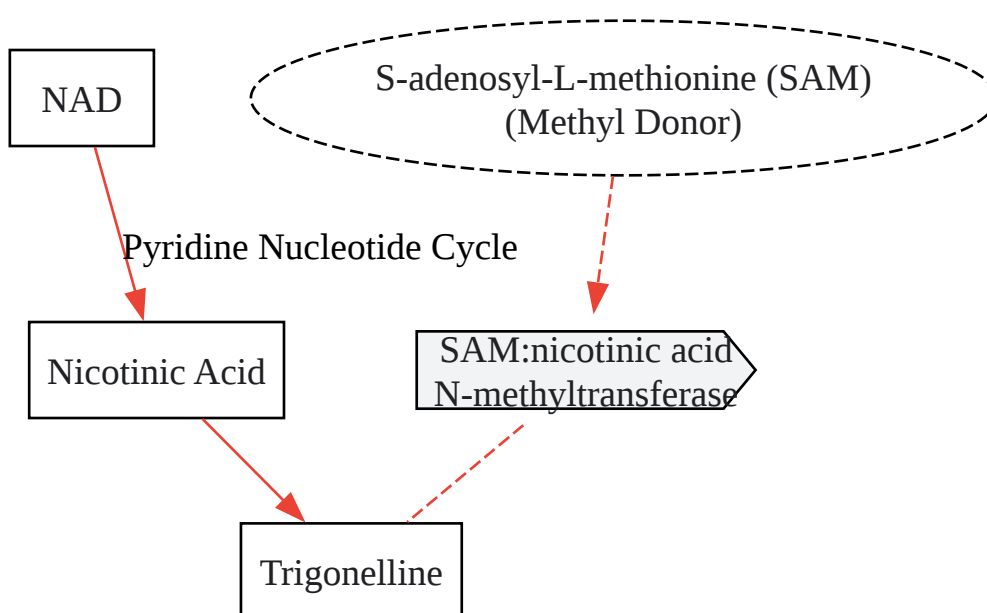 NAD
S-adenosyl-L-methionine (SAM)
(Methyl Donor)
Pyridine Nucleotide Cycle
Nicotinic Acid
SAM:nicotinic acid
N-methyltransferase
Trigonelline